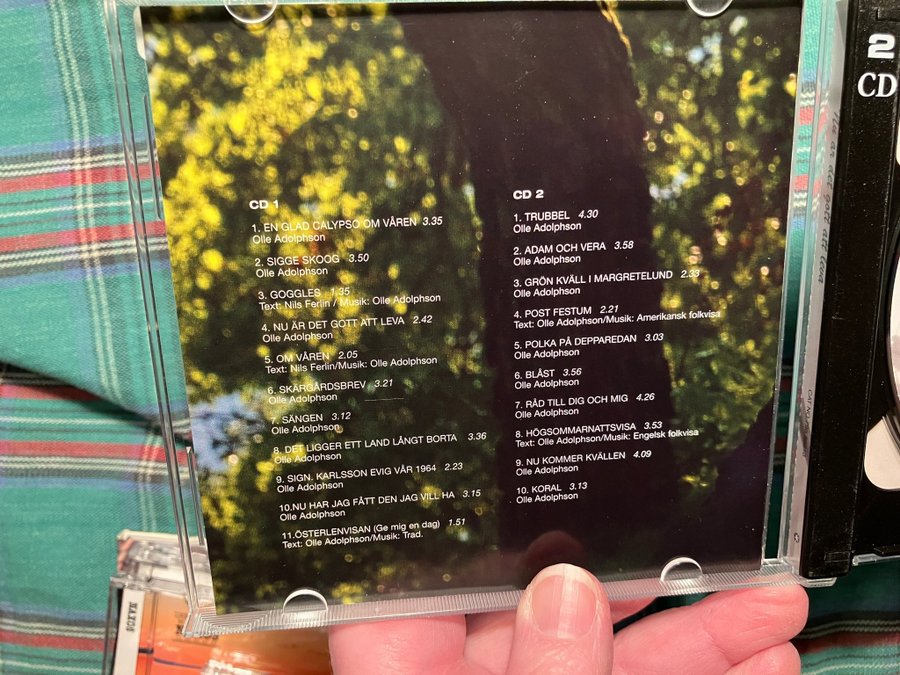 CD 1
1. EN GLAD CALYPSO OM VÅREN 3.35
Olle Adolphson
2. SIGGE SKOOG 3.50
Olle Adolphson
3. GOGGLES 1.35
Text: Nils Ferlin / Musik: Olle Adolphson
4. NU ÄR DET GOTT ATT LEVA 2.42
Olle Adolphson
5. OM VÅREN 2.05
Text: Nils Ferlin/Musik: Olle Adolphson
6. SKÄRGÅRDSBREV 3.21
Olle Adolphson
7. SÄNGEN 3.12
Olle Adolphson
8. DET LIGGER ETT LAND LÅNGT BORTA 3.36
Olle Adolphson
9. SIGN. KARLSSON EVIG VÅR 1964 2.23
Olle Adolphson
10.NU HAR JAG FÅTT DEN JAG VILL HA 3.15
Olle Adolphson
11.ÖSTERLENVISAN (Ge mig en dag) 1.51
Text: Olle Adolphson/Musik: Trad.
CD 2
1. TRUBBEL 4.30
Olle Adolphson
2. ADAM OCH VERA 3.58
Olle Adolphson
3. GRÖN KVÄLL I MARGRETELUND 2.33
Olle Adolphson
4. POST FESTUM 2.21
Text: Olle Adolphson/Musik: Amerikansk folkvisa
5. POLKA PÅ DEPPAREDAN 3.03
Olle Adolphson
6. BLÅST 3.56
Olle Adolphson
7. RÅD TILL DIG OCH MIG 4.26
Olle Adolphson
8. HÖGSOMMARNATTSVISA 3.53
Text: Olle Adolphson/Musik: Engelsk folkvisa
9. NU KOMMER KVÄLLEN 4.09
Olle Adolphson
10. KORAL 3.13
Olle Adolphson
2
CD
NAXOS